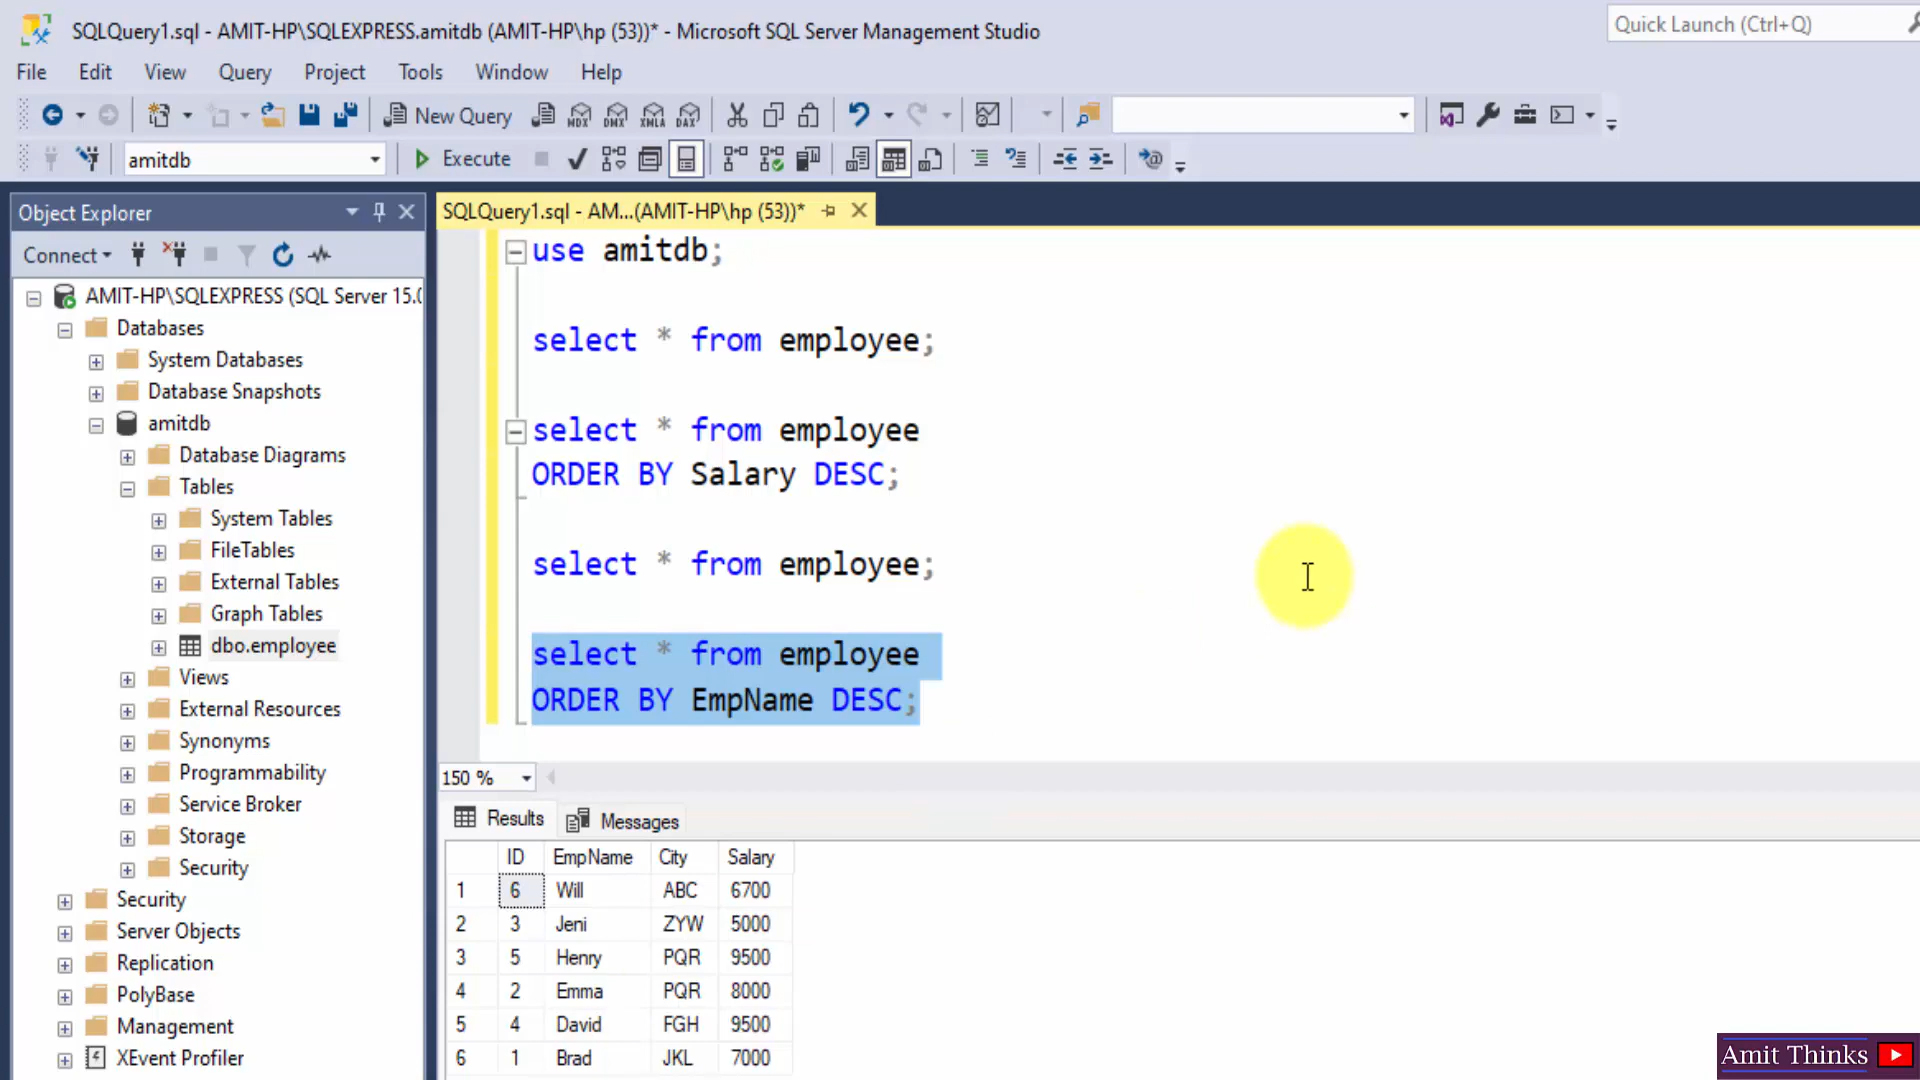 SQLQuery1.sql - AMIT-HP\SQLEXPRESS.amitdb (AMIT-HP\hp (53))* - Microsoft SQL Server Management Studio
Quick Launch (Ctrl+Q)
File Edit View Query Project Tools Window Help
New Query MDX DMX XMLA DAX
amitdb Execute
Object Explorer
SQLQuery1.sql - AM...(AMIT-HP\hp (53))*
Connect
AMIT-HP\SQLEXPRESS (SQL Server 15.0
Databases
System Databases
Database Snapshots
amitdb
Database Diagrams
Tables
System Tables
FileTables
External Tables
Graph Tables
dbo.employee
Views
External Resources
Synonyms
Programmability
Service Broker
Storage
Security
Security
Server Objects
Replication
PolyBase
Management
XEvent Profiler
use amitdb;
select * from employee;
select * from employee
ORDER BY Salary DESC;
select * from employee;
select * from employee
ORDER BY EmpName DESC;
150 %
Results Messages
ID EmpName City Salary
1 6 Will ABC 6700
2 3 Jeni ZYW 5000
3 5 Henry PQR 9500
4 2 Emma PQR 8000
5 4 David FGH 9500
6 1 Brad JKL 7000
Amit Thinks